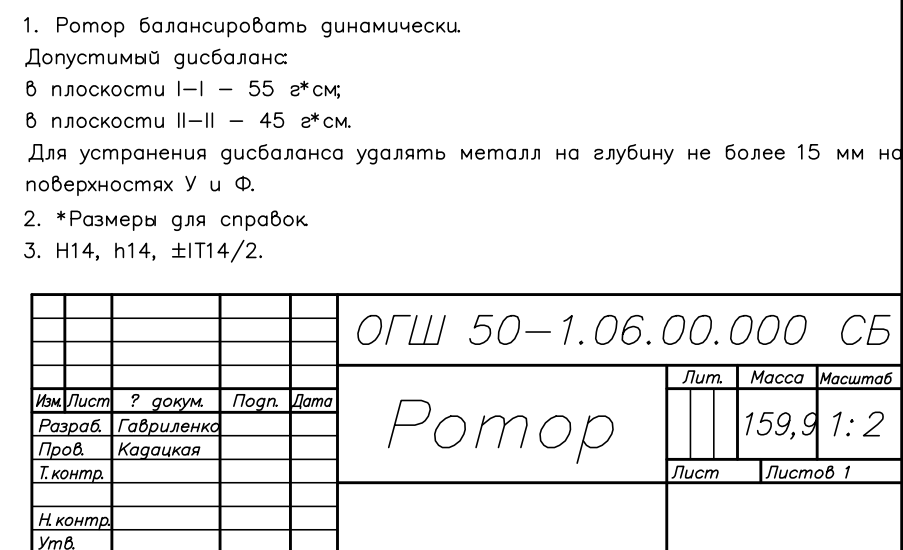 1. Ротор балансировать динамически.
Допустимый дисбаланс:
в плоскости I–I – 55 г*см;
в плоскости II–II – 45 г*см.
Для устранения дисбаланса удалять металл на глубину не более 15 мм на
поверхностях У и Ф.
2. *Размеры для справок.
3. H14, h14, ±IT14/2.
ОГШ 50–1.06.00.000 СБ
Изм. Лист ? докум. Подп. Дата
Разраб. Гавриленко
Пров. Кадацкая
Т. контр.
Н. контр.
Утв.
Ротор
Лит. Масса Масштаб
159,9 1:2
Лист Листов 1